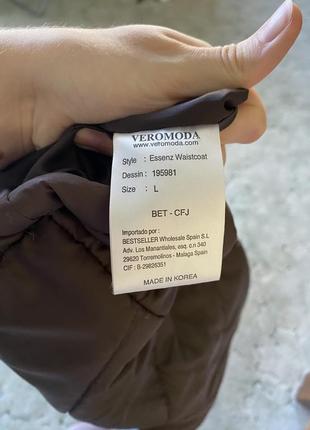 VEROMODA
www.veromoda.com
Style : Essenz Waistcoat
Dessin : 195981
Size : L
BET - CFJ
Importado por :
BESTSELLER Wholesale Spain S.L
Adv. Los Manantiales, esq. c.n 340
29620 Torremolinos - Malaga Spain
CIF : B-29826351
MADE IN KOREA